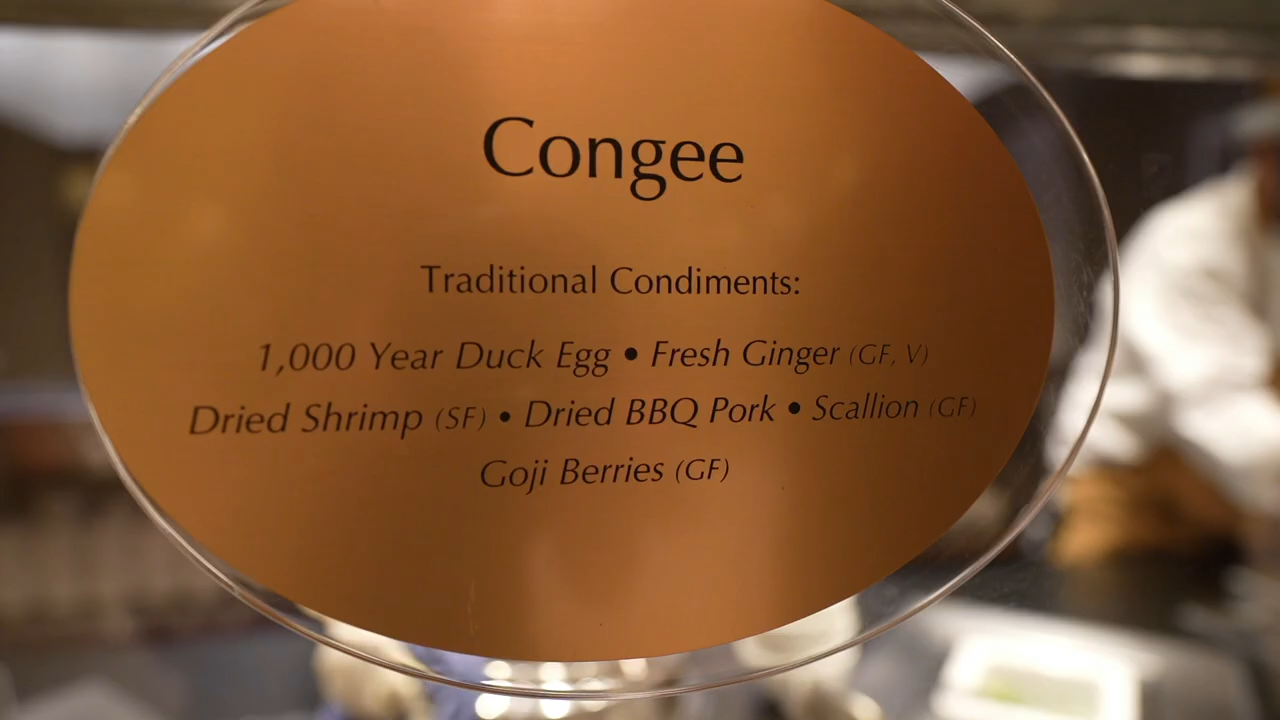 Congee
Traditional Condiments:
1,000 Year Duck Egg • Fresh Ginger (GF, V)
Dried Shrimp (SF) • Dried BBQ Pork • Scallion (GF)
Goji Berries (GF)